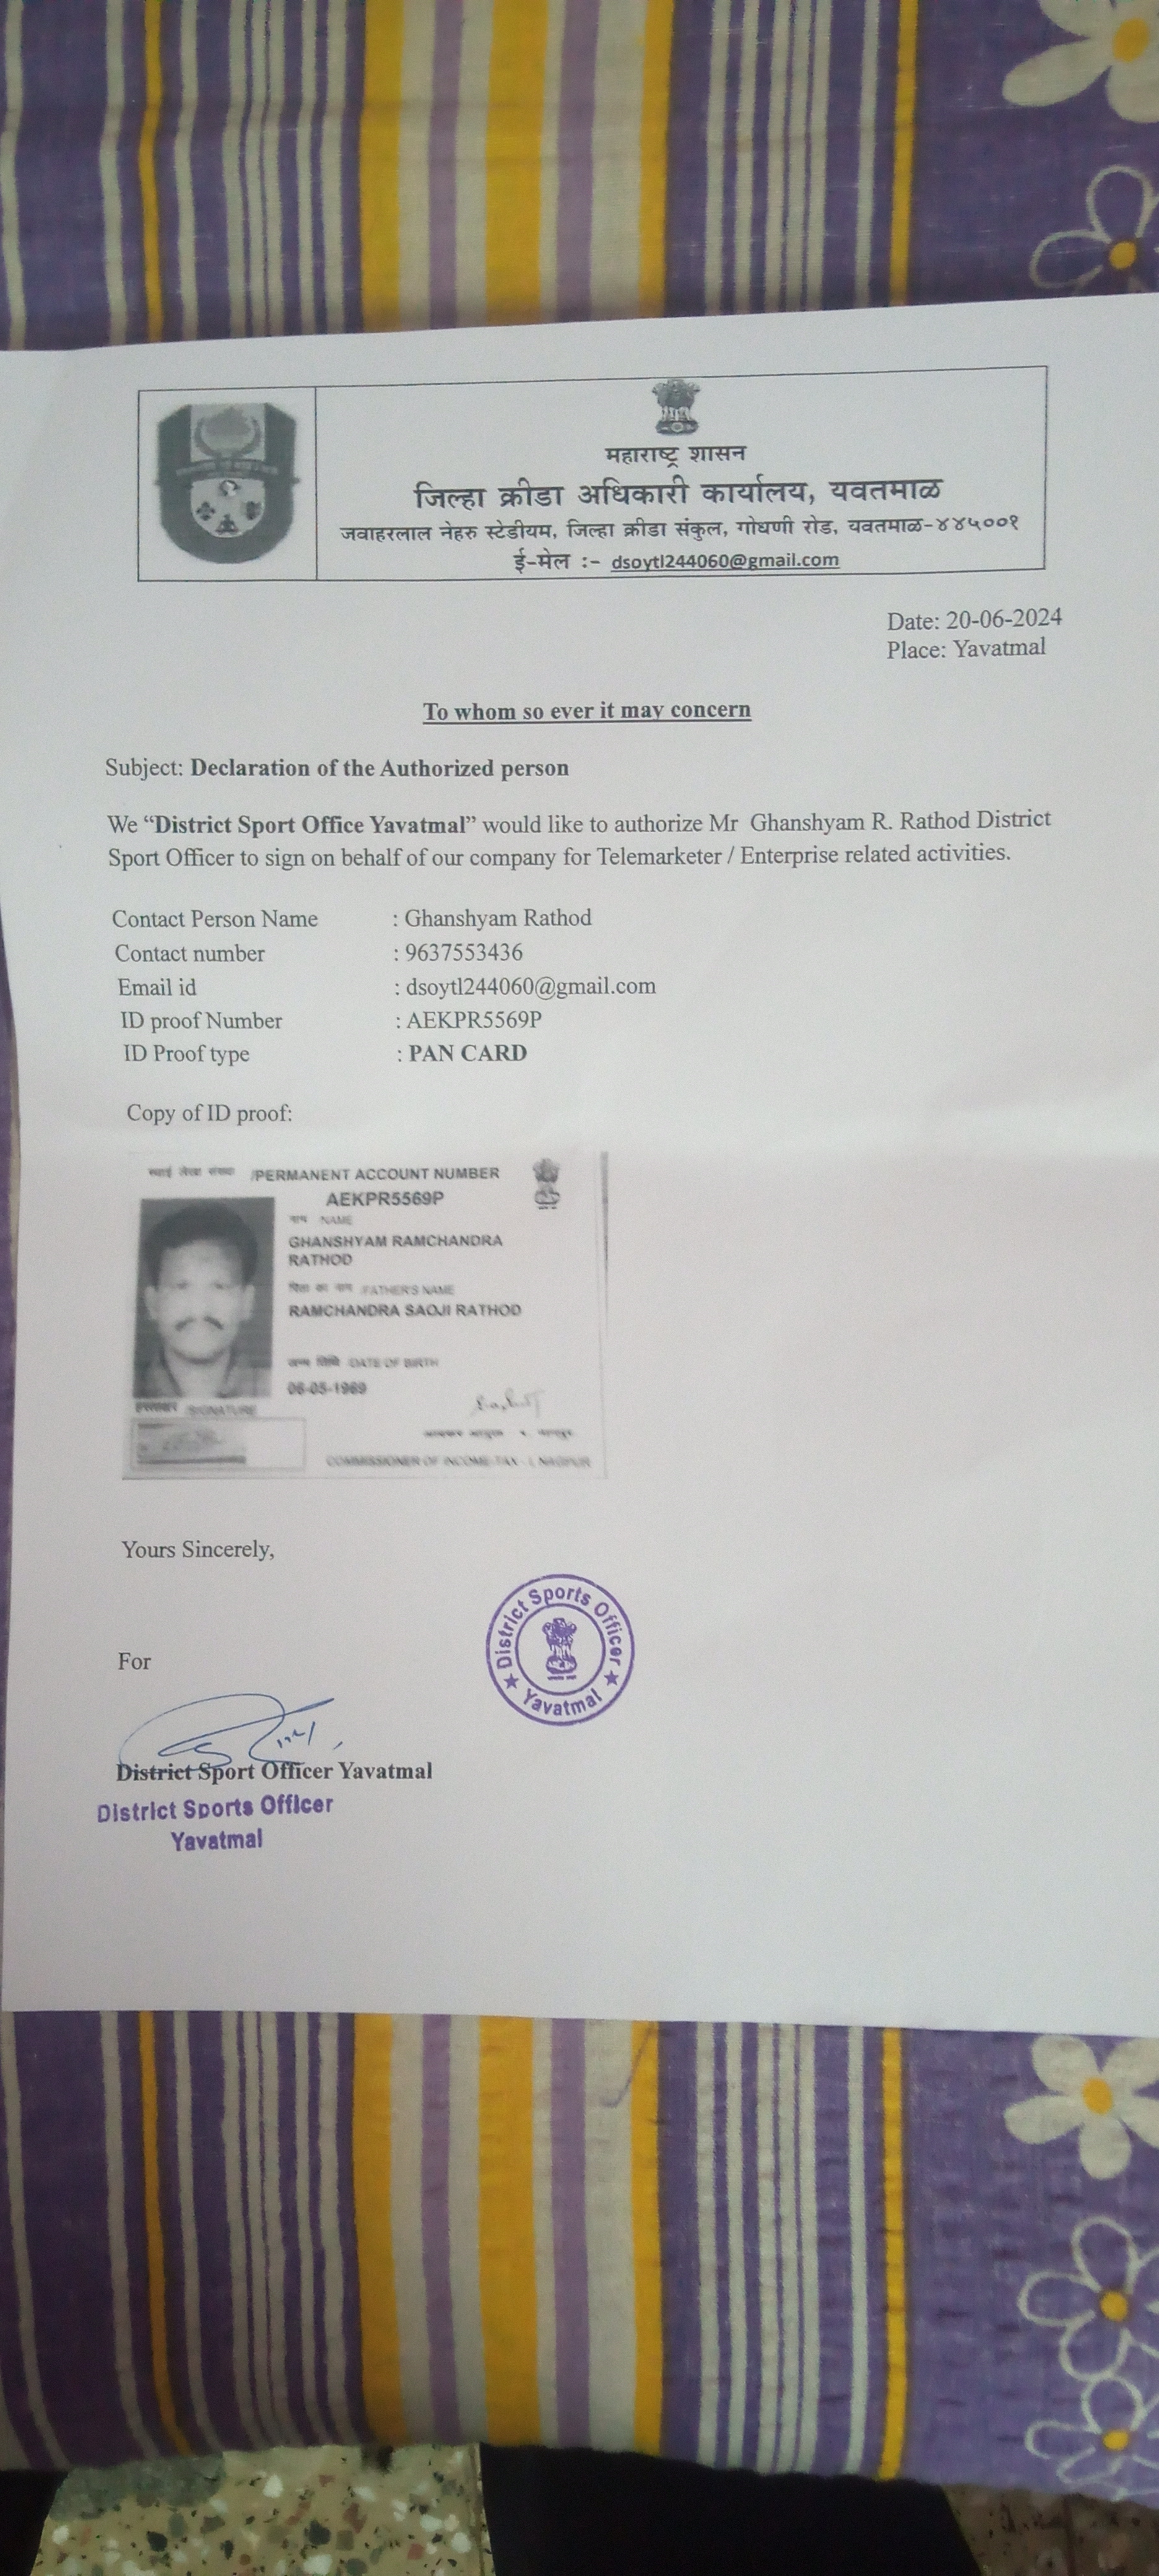 महाराष्ट्र शासन
जिल्हा क्रीडा अधिकारी कार्यालय, यवतमाळ
जवाहरलाल नेहरु स्टेडीयम, जिल्हा क्रीडा संकुल, गोधणी रोड, यवतमाळ-४४५००१
ई-मेल :- dsoytl244060@gmail.com
Date: 20-06-2024
Place: Yavatmal
To whom so ever it may concern
Subject: Declaration of the Authorized person
We “District Sport Office Yavatmal” would like to authorize Mr Ghanshyam R. Rathod District
Sport Officer to sign on behalf of our company for Telemarketer / Enterprise related activities.
Contact Person Name : Ghanshyam Rathod
Contact number : 9637553436
Email id : dsoytl244060@gmail.com
ID proof Number : AEKPR5569P
ID Proof type : PAN CARD
Copy of ID proof:
स्थाई लेखा संख्या /PERMANENT ACCOUNT NUMBER
AEKPR5569P
नाम NAME
GHANSHYAM RAMCHANDRA
RATHOD
पिता का नाम /FATHER'S NAME
RAMCHANDRA SAOJI RATHOD
जन्म तिथि DATE OF BIRTH
06-05-1969
हस्ताक्षर SIGNATURE
COMMISSIONER OF INCOME-TAX - I, NAGPUR
Yours Sincerely,
District Sports Officer
Yavatmal
For
District Sport Officer Yavatmal
District Sports Officer
Yavatmal